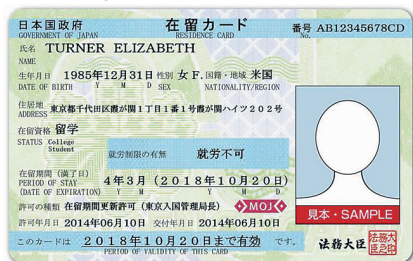 日本国政府 在留カード 番号 AB12345678CD
GOVERNMENT OF JAPAN RESIDENCE CARD No.
氏名 TURNER ELIZABETH
NAME
生年月日 1985年12月31日 性別 女 F. 国籍・地域 米国
DATE OF BIRTH Y M D SEX NATIONALITY/REGION
住居地 東京都千代田区霞が関1丁目1番1号霞が関ハイツ202号
ADDRESS
在留資格 留学
STATUS College
Student
就労制限の有無 就労不可
在留期間(満了日) 4年3月(2018年10月20日)
PERIOD OF STAY Y M Y M D
(DATE OF EXPIRATION)
許可の種類 在留期間更新許可(東京入国管理局長) MOJ
許可年月日 2014年06月10日 交付年月日 2014年06月10日
見本・SAMPLE
このカードは 2018年10月20日まで有効 です。
PERIOD OF VALIDITY OF THIS CARD
法務大臣